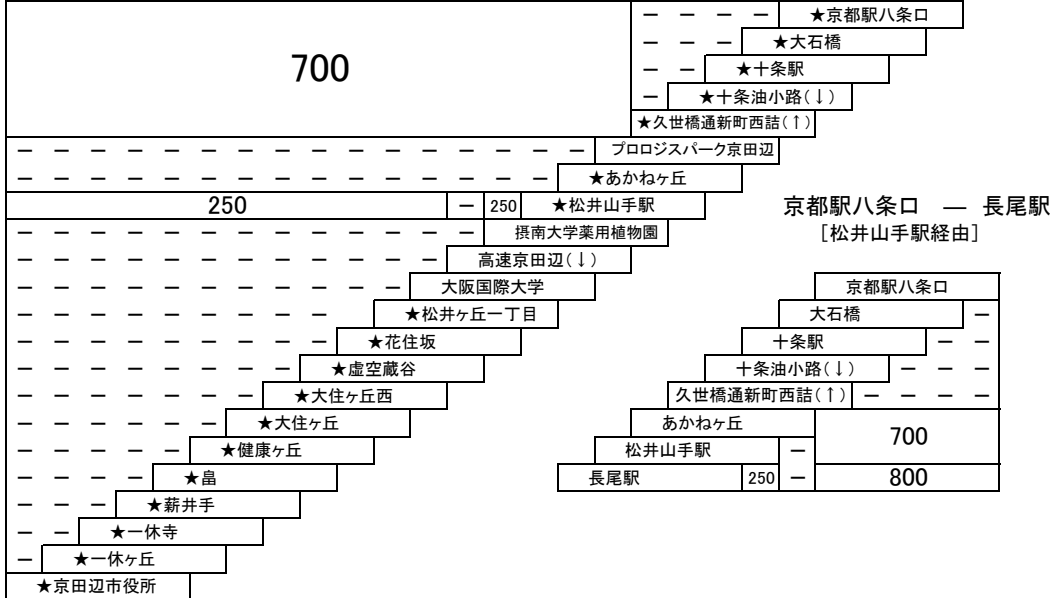 － － － － ★京都駅八条口
－ － － ★大石橋
700 － － ★十条駅
－ ★十条油小路(↓)
★久世橋通新町西詰(↑)
－ － － － － － － － － － － － － － － － プロロジスパーク京田辺
－ － － － － － － － － － － － － － － ★あかねヶ丘
250 － 250 ★松井山手駅
－ － － － － － － － － － － － － 摂南大学薬用植物園
－ － － － － － － － － － － － 高速京田辺(↓)
－ － － － － － － － － － － 大阪国際大学
－ － － － － － － － － ★松井ヶ丘一丁目
－ － － － － － － － － ★花住坂
－ － － － － － － － ★虚空蔵谷
－ － － － － － － ★大住ヶ丘西
－ － － － － － ★大住ヶ丘
－ － － － － ★健康ヶ丘
－ － － － ★畠
－ － － ★薪井手
－ － ★一休寺
－ ★一休ヶ丘
★京田辺市役所
京都駅八条口 ― 長尾駅
［松井山手駅経由］
京都駅八条口
大石橋 －
十条駅 － －
十条油小路(↓) － － －
久世橋通新町西詰(↑) － － － －
あかねヶ丘 700
松井山手駅 －
長尾駅 250 － 800